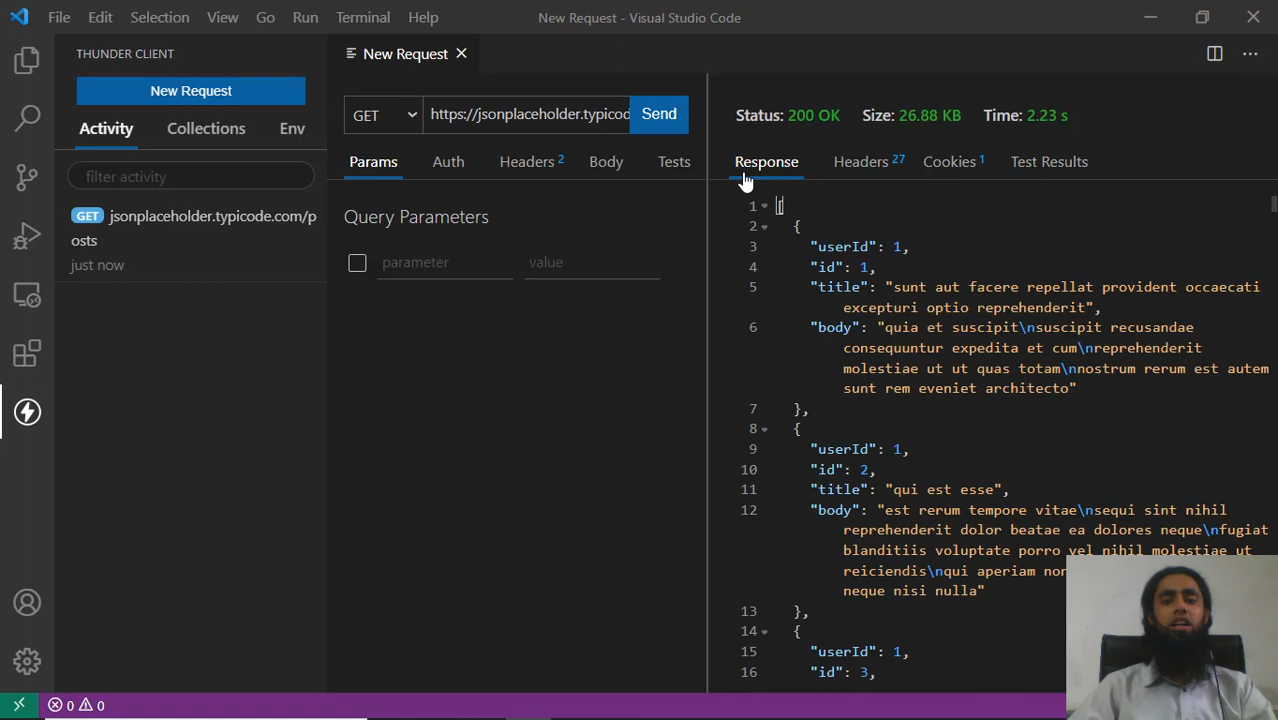 File Edit Selection View Go Run Terminal Help
New Request - Visual Studio Code
THUNDER CLIENT
New Request
Activity Collections Env
filter activity
GET jsonplaceholder.typicode.com/p
osts
just now
New Request
GET https://jsonplaceholder.typicod Send
Params Auth Headers 2 Body Tests
Query Parameters
parameter value
Status: 200 OK Size: 26.88 KB Time: 2.23 s
Response Headers 27 Cookies 1 Test Results
1 [
2 {
3 "userId": 1,
4 "id": 1,
5 "title": "sunt aut facere repellat provident occaecati
excepturi optio reprehenderit",
6 "body": "quia et suscipit\nsuscipit recusandae
consequuntur expedita et cum\nreprehenderit
molestiae ut ut quas totam\nnostrum rerum est autem
sunt rem eveniet architecto"
7 },
8 {
9 "userId": 1,
10 "id": 2,
11 "title": "qui est esse",
12 "body": "est rerum tempore vitae\nsequi sint nihil
reprehenderit dolor beatae ea dolores neque\nfugiat
blanditiis voluptate porro vel nihil molestiae ut
reiciendis\nqui aperiam non
neque nisi nulla"
13 },
14 {
15 "userId": 1,
16 "id": 3,
0 0